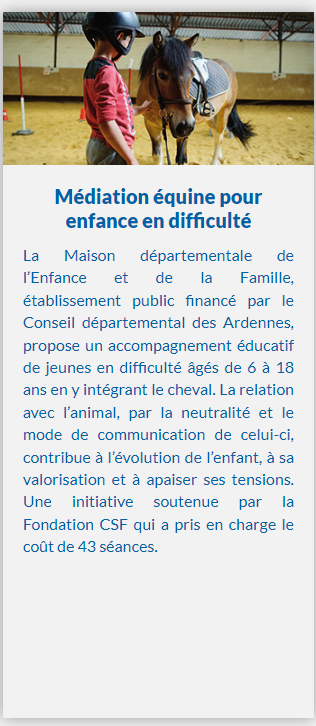 Médiation équine pour
enfance en difficulté
La Maison départementale de
l’Enfance et de la Famille,
établissement public financé par le
Conseil départemental des Ardennes,
propose un accompagnement éducatif
de jeunes en difficulté âgés de 6 à 18
ans en y intégrant le cheval. La relation
avec l’animal, par la neutralité et le
mode de communication de celui-ci,
contribue à l’évolution de l’enfant, à sa
valorisation et à apaiser ses tensions.
Une initiative soutenue par la
Fondation CSF qui a pris en charge le
coût de 43 séances.